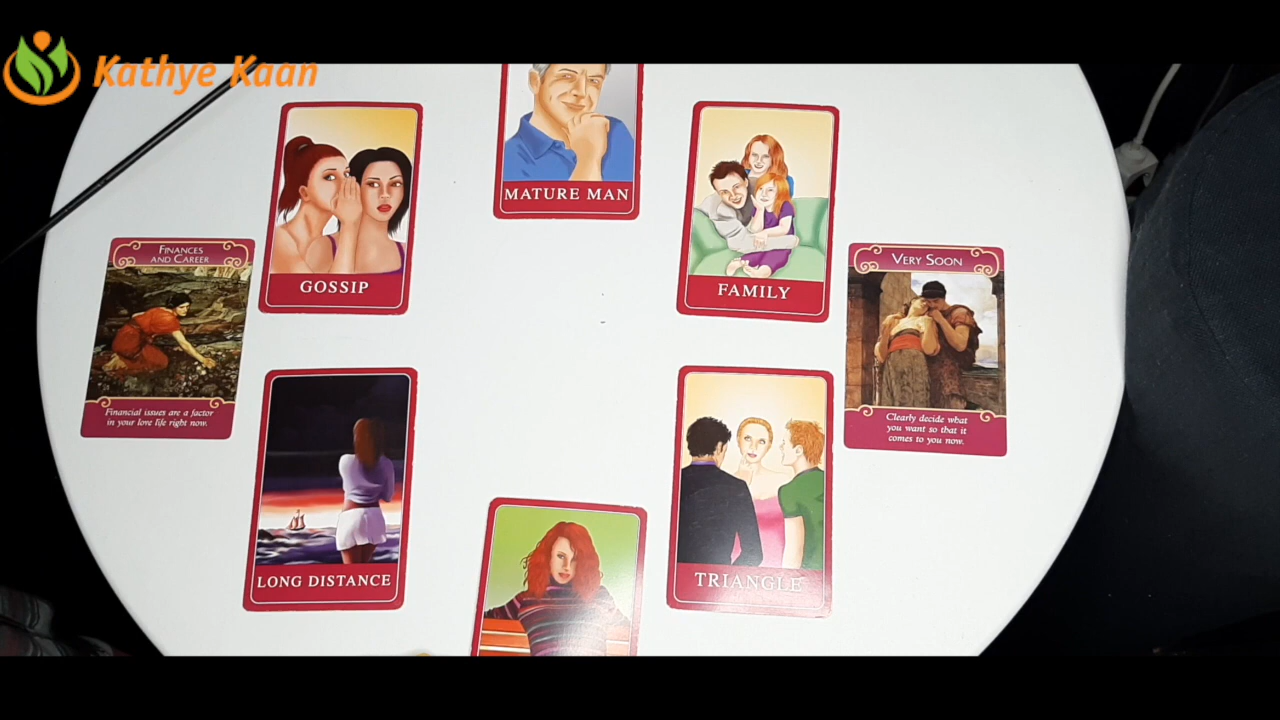 Kathye Kaan
MATURE MAN
GOSSIP
FAMILY
FINANCES
AND CAREER
Financial issues are a factor
in your love life right now.
VERY SOON
Clearly decide what
you want so that it
comes to you now.
LONG DISTANCE
TRIANGLE